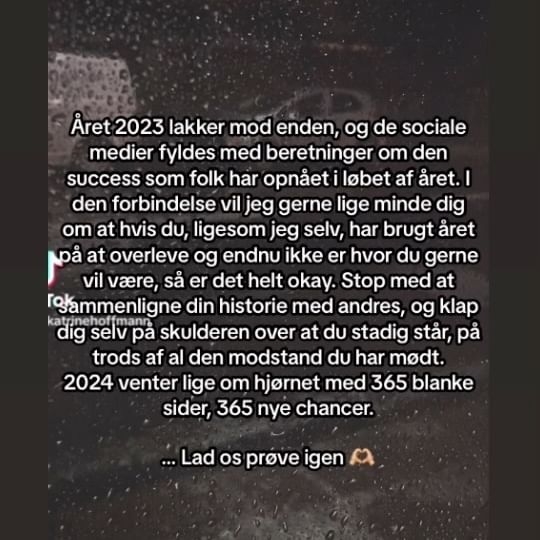 Året 2023 lakker mod enden, og de sociale
medier fyldes med beretninger om den
success som folk har opnået i løbet af året. I
den forbindelse vil jeg gerne lige minde dig
om at hvis du, ligesom jeg selv, har brugt året
på at overleve og endnu ikke er hvor du gerne
vil være, så er det helt okay. Stop med at
sammenligne din historie med andres, og klap
dig selv på skulderen over at du stadig står, på
trods af al den modstand du har mødt.
2024 venter lige om hjørnet med 365 blanke
sider, 365 nye chancer.
... Lad os prøve igen 🫶🏼
Tok
katrinehoffmann